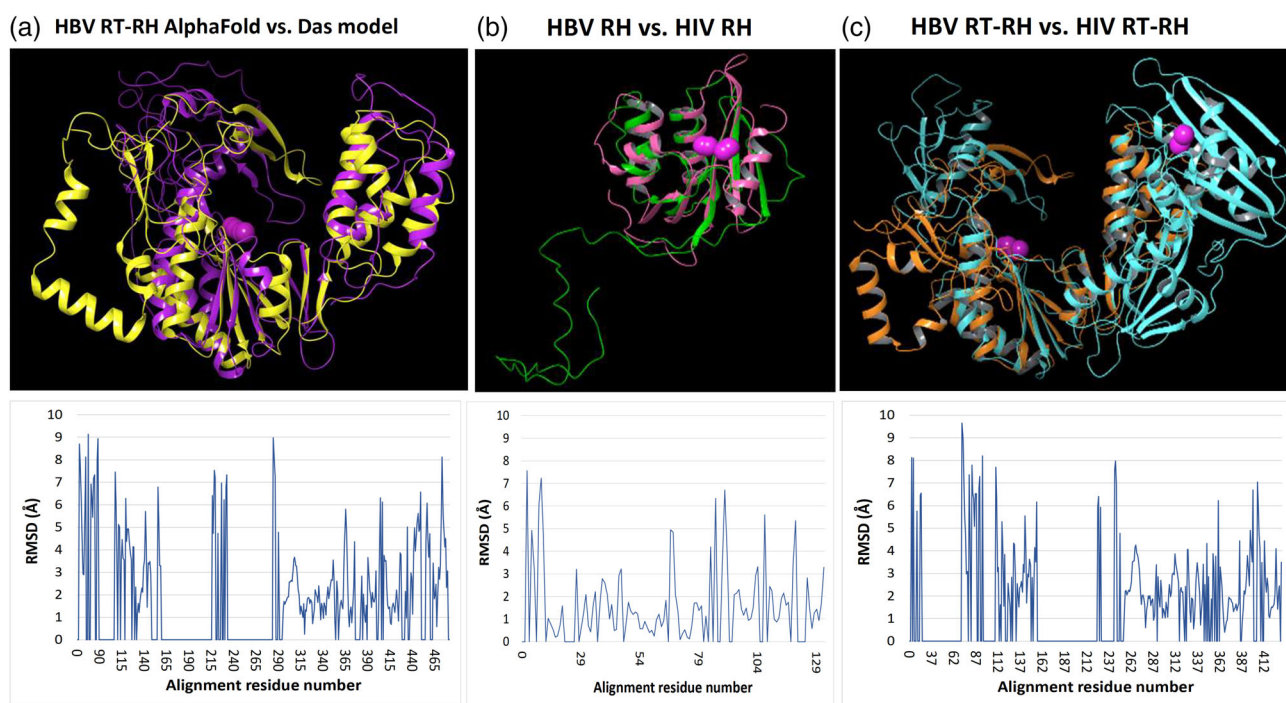 (a) HBV RT-RH AlphaFold vs. Das model
(b) HBV RH vs. HIV RH
(c) HBV RT-RH vs. HIV RT-RH
10
9
8
7
6
5
4
3
2
1
0
RMSD (Å)
0 90 115 140 165 215 240 265 290 315 340 365 390 415 440 465
Alignment residue number
10
9
8
7
6
5
4
3
2
1
0
RMSD (Å)
0 29 54 79 104 129
Alignment residue number
10
9
8
7
6
5
4
3
2
1
0
RMSD (Å)
0 37 62 87 112 137 162 187 212 237 262 287 312 337 362 387 412
Alignment residue number